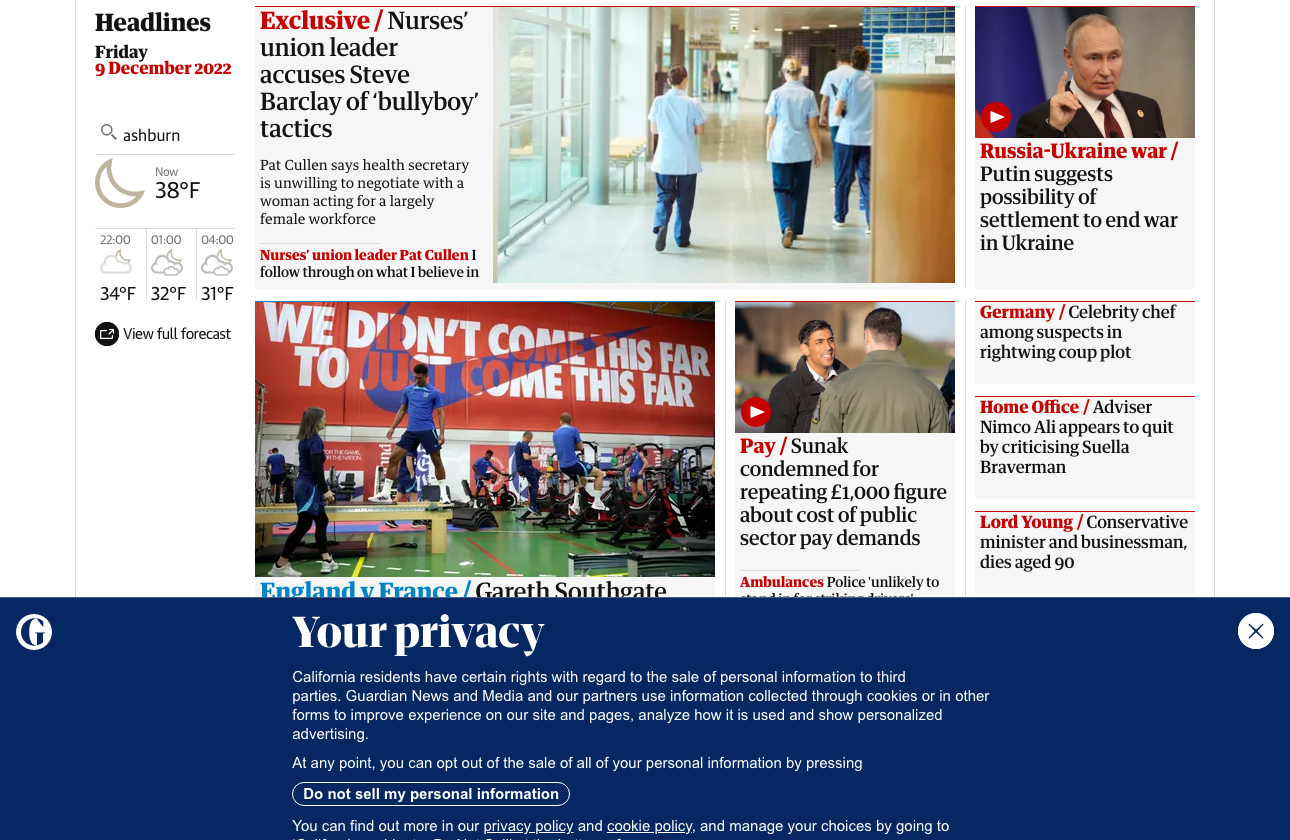 Headlines
Friday
9 December 2022
ashburn
Now
38°F
22:00
01:00
04:00
34°F
32°F
31°F
View full forecast
Exclusive / Nurses’
union leader
accuses Steve
Barclay of ‘bullyboy’
tactics
Pat Cullen says health secretary
is unwilling to negotiate with a
woman acting for a largely
female workforce
Nurses’ union leader Pat Cullen I
follow through on what I believe in
Russia-Ukraine war /
Putin suggests
possibility of
settlement to end war
in Ukraine
WE DIDN'T COME THIS FAR
TO JUST COME THIS FAR
England v France / Gareth Southgate
Pay / Sunak
condemned for
repeating £1,000 figure
about cost of public
sector pay demands
Ambulances Police 'unlikely to
stand in for striking drivers'
Germany / Celebrity chef
among suspects in
rightwing coup plot
Home Office / Adviser
Nimco Ali appears to quit
by criticising Suella
Braverman
Lord Young / Conservative
minister and businessman,
dies aged 90
G
Your privacy
California residents have certain rights with regard to the sale of personal information to third
parties. Guardian News and Media and our partners use information collected through cookies or in other
forms to improve experience on our site and pages, analyze how it is used and show personalized
advertising.
At any point, you can opt out of the sale of all of your personal information by pressing
Do not sell my personal information
You can find out more in our privacy policy and cookie policy, and manage your choices by going to